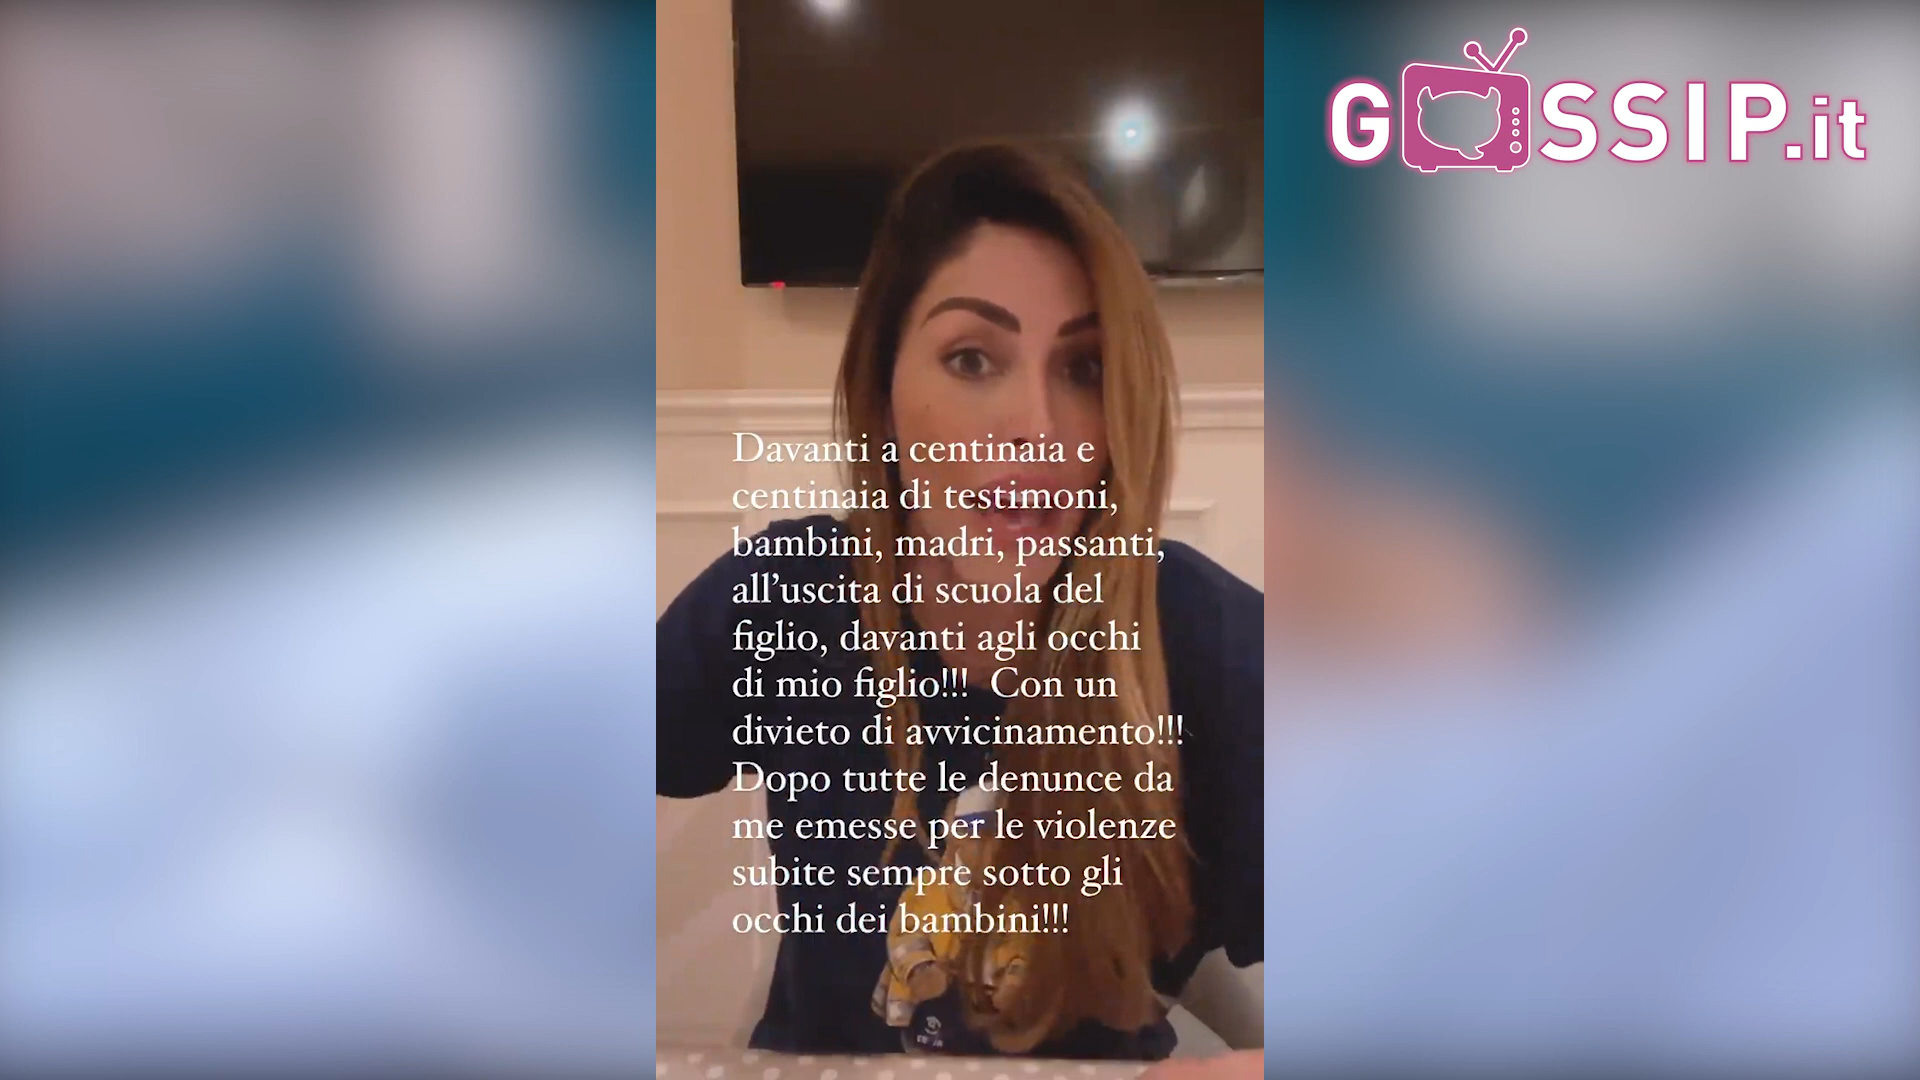 GOSSIP.it
Davanti a centinaia e
centinaia di testimoni,
bambini, madri, passanti,
all’uscita di scuola del
figlio, davanti agli occhi
di mio figlio!!! Con un
divieto di avvicinamento!!!
Dopo tutte le denunce da
me emesse per le violenze
subite sempre sotto gli
occhi dei bambini!!!